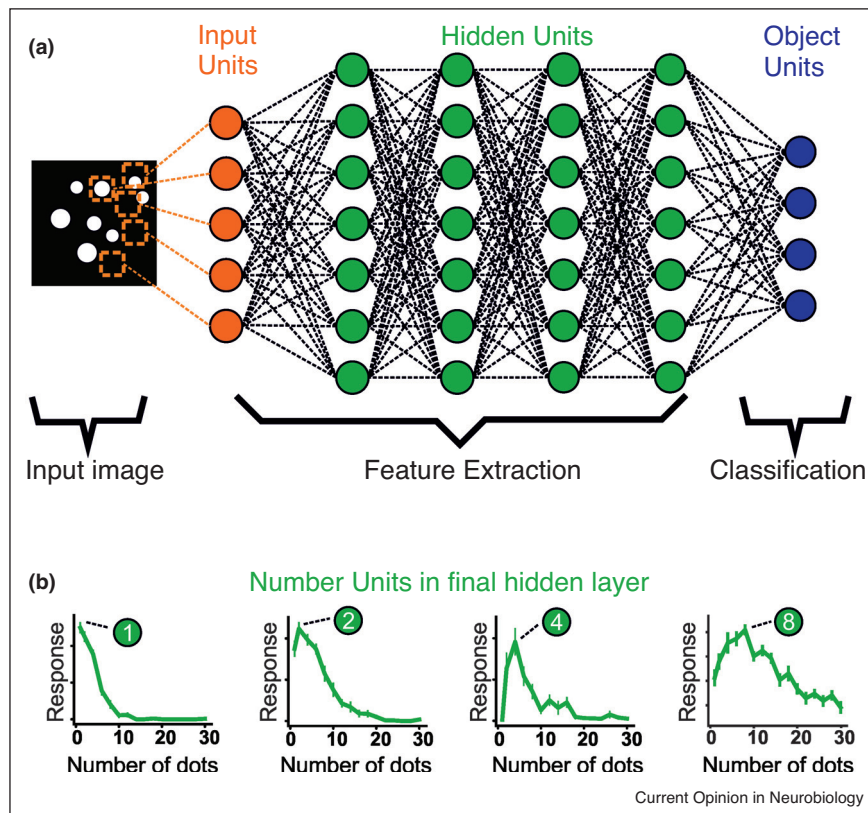 (a)
Input
Units
Hidden Units
Object
Units
Input image
Feature Extraction
Classification
(b)
Number Units in final hidden layer
1
2
4
8
Response
Response
Response
Response
0 10 20 30
0 10 20 30
0 10 20 30
0 10 20 30
Number of dots
Number of dots
Number of dots
Number of dots
Current Opinion in Neurobiology